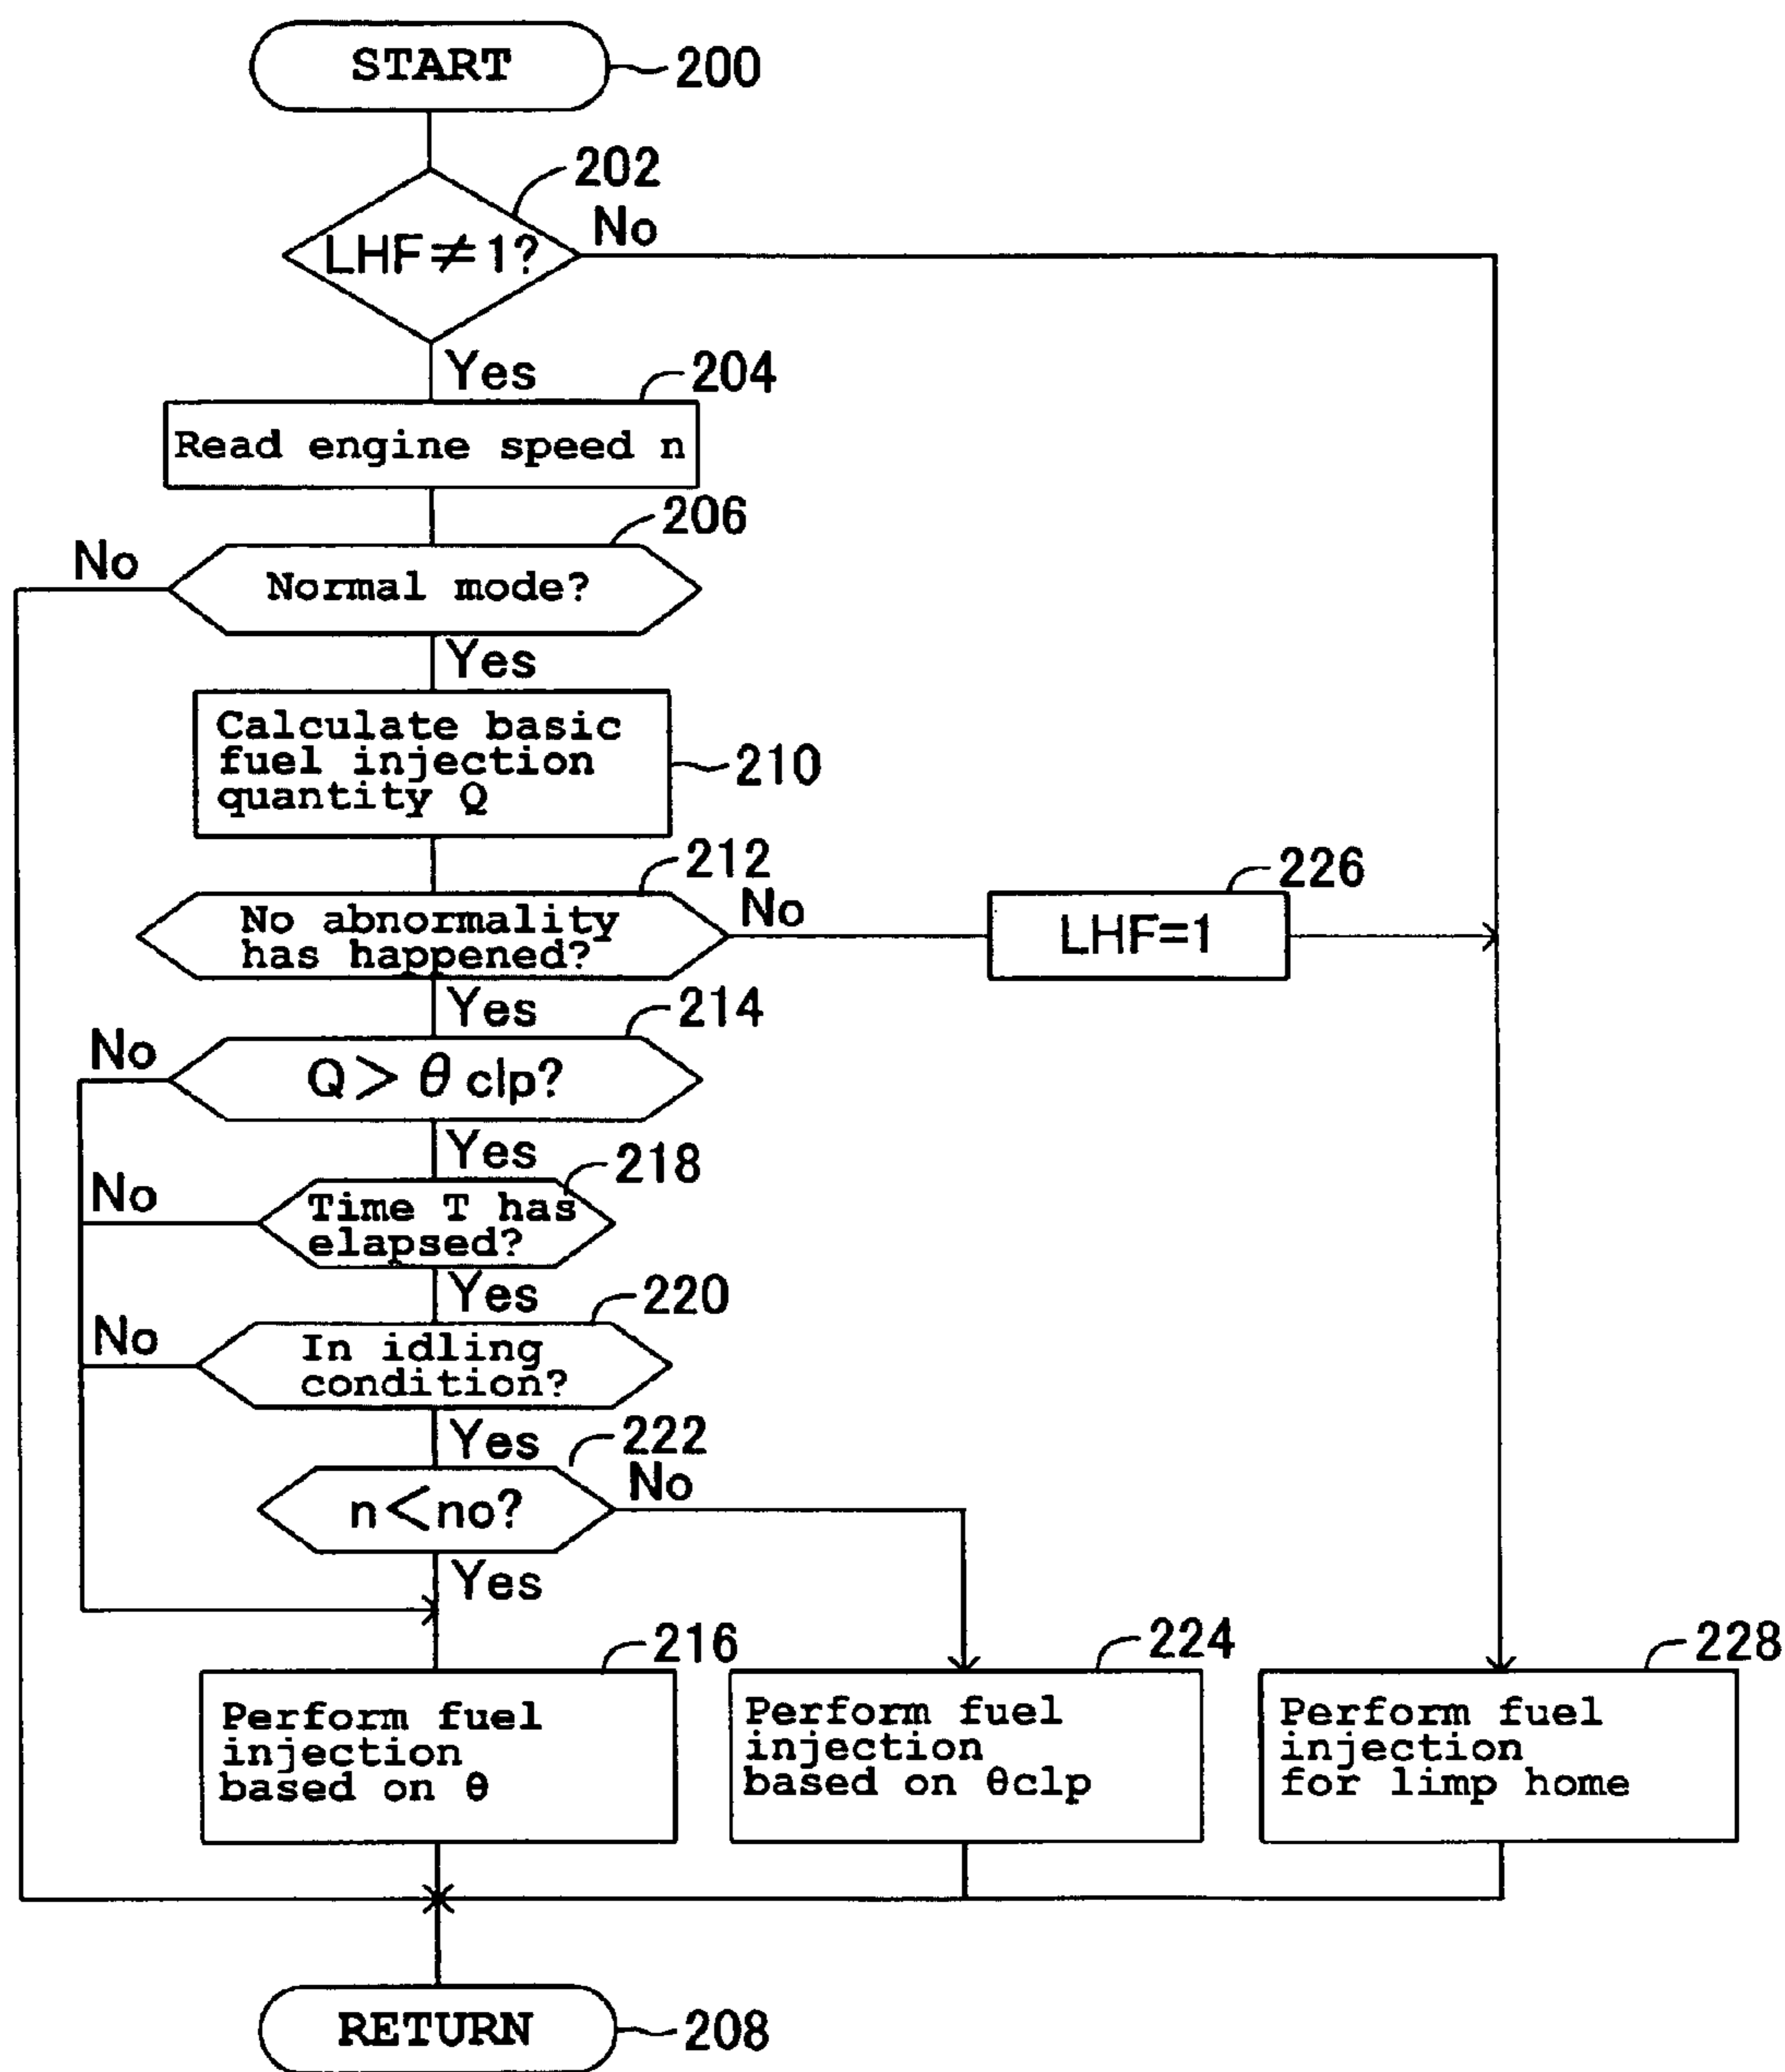 START
200
202
LHF≠1?
No
Yes
204
Read engine speed n
206
No
Normal mode?
Yes
Calculate basic
fuel injection
quantity Q
210
212
No abnormality
has happened?
No
226
LHF=1
Yes
214
No
Q> θ clp?
Yes
218
No
Time T has
elapsed?
Yes
220
No
In idling
condition?
Yes
222
n<no?
No
Yes
216
Perform fuel
injection
based on θ
224
Perform fuel
injection
based on θclp
228
Perform fuel
injection
for limp home
RETURN
208